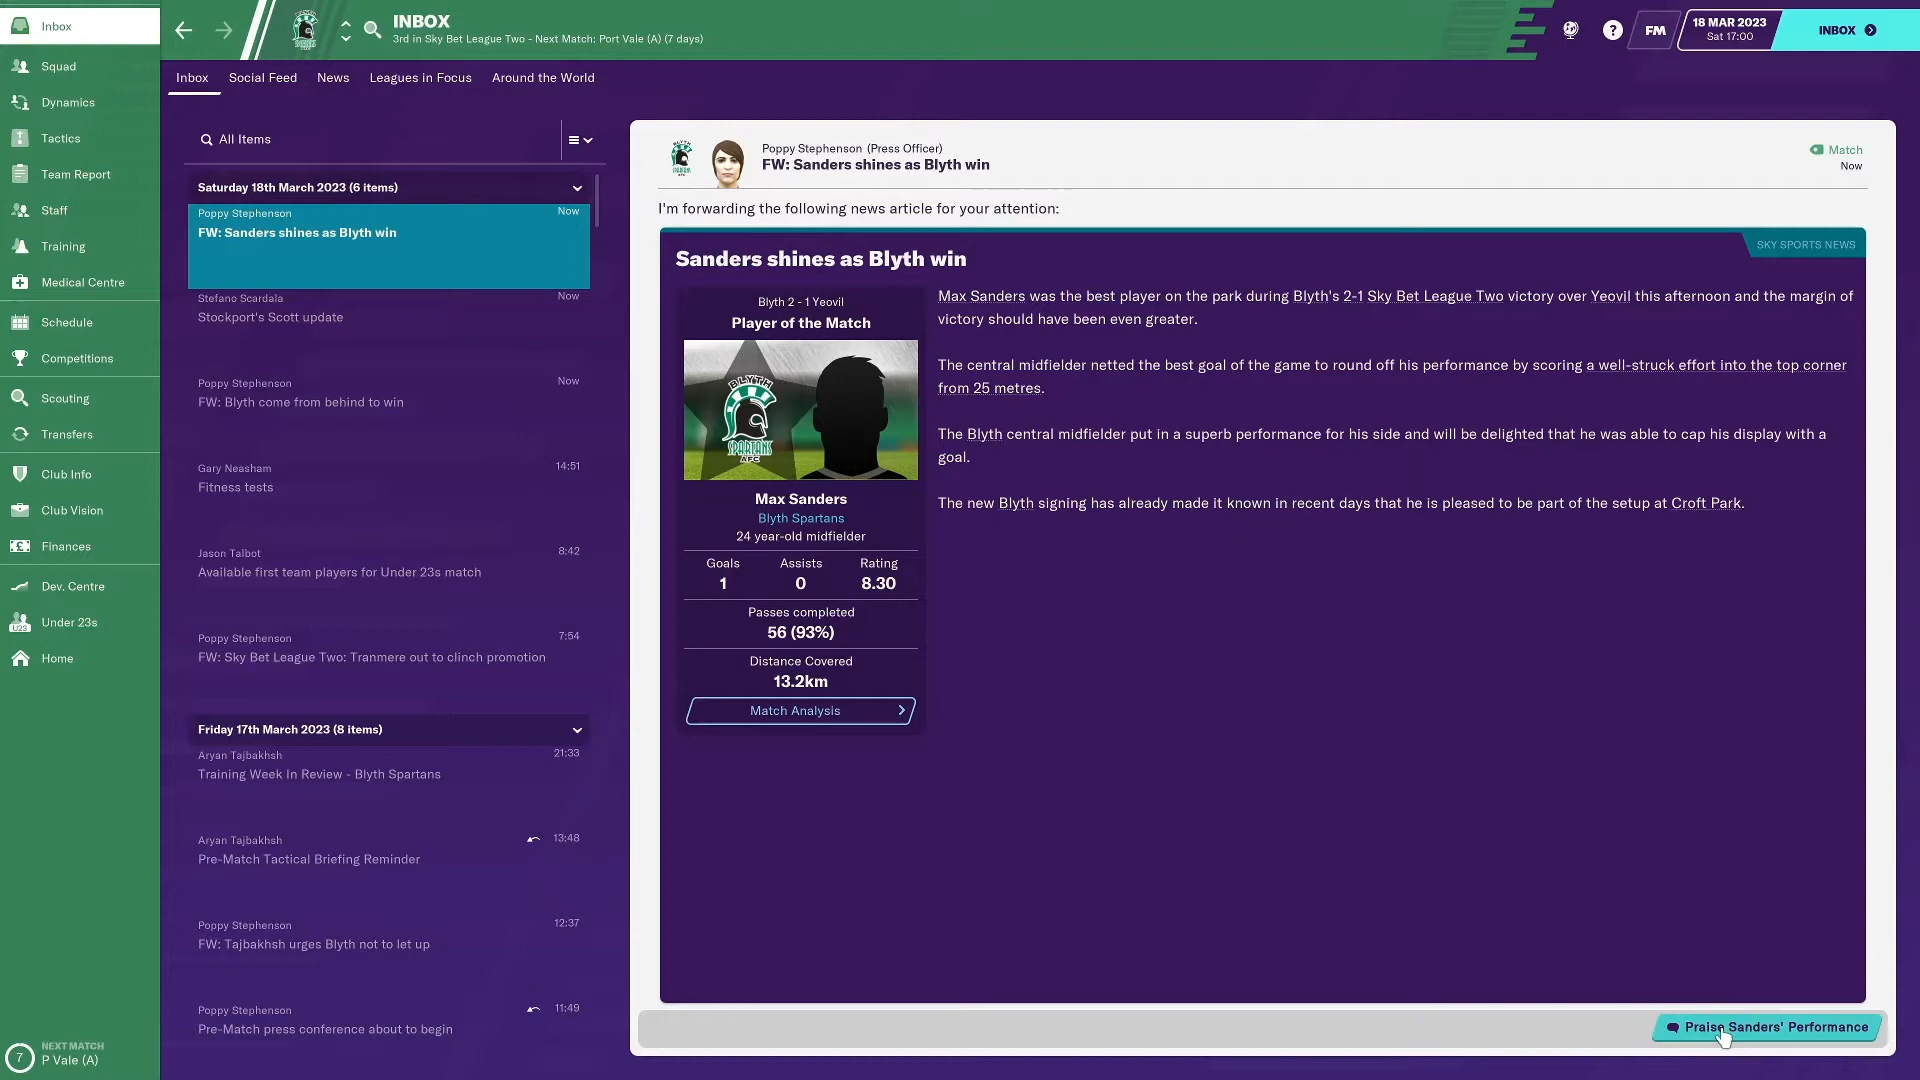 Inbox
Squad
Dynamics
Tactics
Team Report
Staff
Training
Medical Centre
Schedule
Competitions
Scouting
Transfers
Club Info
Club Vision
Finances
Dev. Centre
U23
Under 23s
Home
7
NEXT MATCH
P Vale (A)
INBOX
3rd in Sky Bet League Two - Next Match: Port Vale (A) (7 days)
?
FM
18 MAR 2023
Sat 17:00
INBOX
Inbox
Social Feed
News
Leagues in Focus
Around the World
All Items
Saturday 18th March 2023 (6 items)
Poppy Stephenson
Now
FW: Sanders shines as Blyth win
Stefano Scardala
Now
Stockport's Scott update
Poppy Stephenson
Now
FW: Blyth come from behind to win
Gary Neasham
14:51
Fitness tests
Jason Talbot
8:42
Available first team players for Under 23s match
Poppy Stephenson
7:54
FW: Sky Bet League Two: Tranmere out to clinch promotion
Friday 17th March 2023 (8 items)
Aryan Tajbakhsh
21:33
Training Week In Review - Blyth Spartans
Aryan Tajbakhsh
13:48
Pre-Match Tactical Briefing Reminder
Poppy Stephenson
12:37
FW: Tajbakhsh urges Blyth not to let up
Poppy Stephenson
11:49
Pre-Match press conference about to begin
Poppy Stephenson (Press Officer)
FW: Sanders shines as Blyth win
Match
Now
I'm forwarding the following news article for your attention:
SKY SPORTS NEWS
Sanders shines as Blyth win
Blyth 2 - 1 Yeovil
Player of the Match
BLYTH
SPARTANS
AFC
Max Sanders
Blyth Spartans
24 year-old midfielder
Goals
Assists
Rating
1
0
8.30
Passes completed
56 (93%)
Distance Covered
13.2km
Match Analysis
Max Sanders was the best player on the park during Blyth's 2-1 Sky Bet League Two victory over Yeovil this afternoon and the margin of
victory should have been even greater.
The central midfielder netted the best goal of the game to round off his performance by scoring a well-struck effort into the top corner
from 25 metres.
The Blyth central midfielder put in a superb performance for his side and will be delighted that he was able to cap his display with a
goal.
The new Blyth signing has already made it known in recent days that he is pleased to be part of the setup at Croft Park.
Praise Sanders' Performance